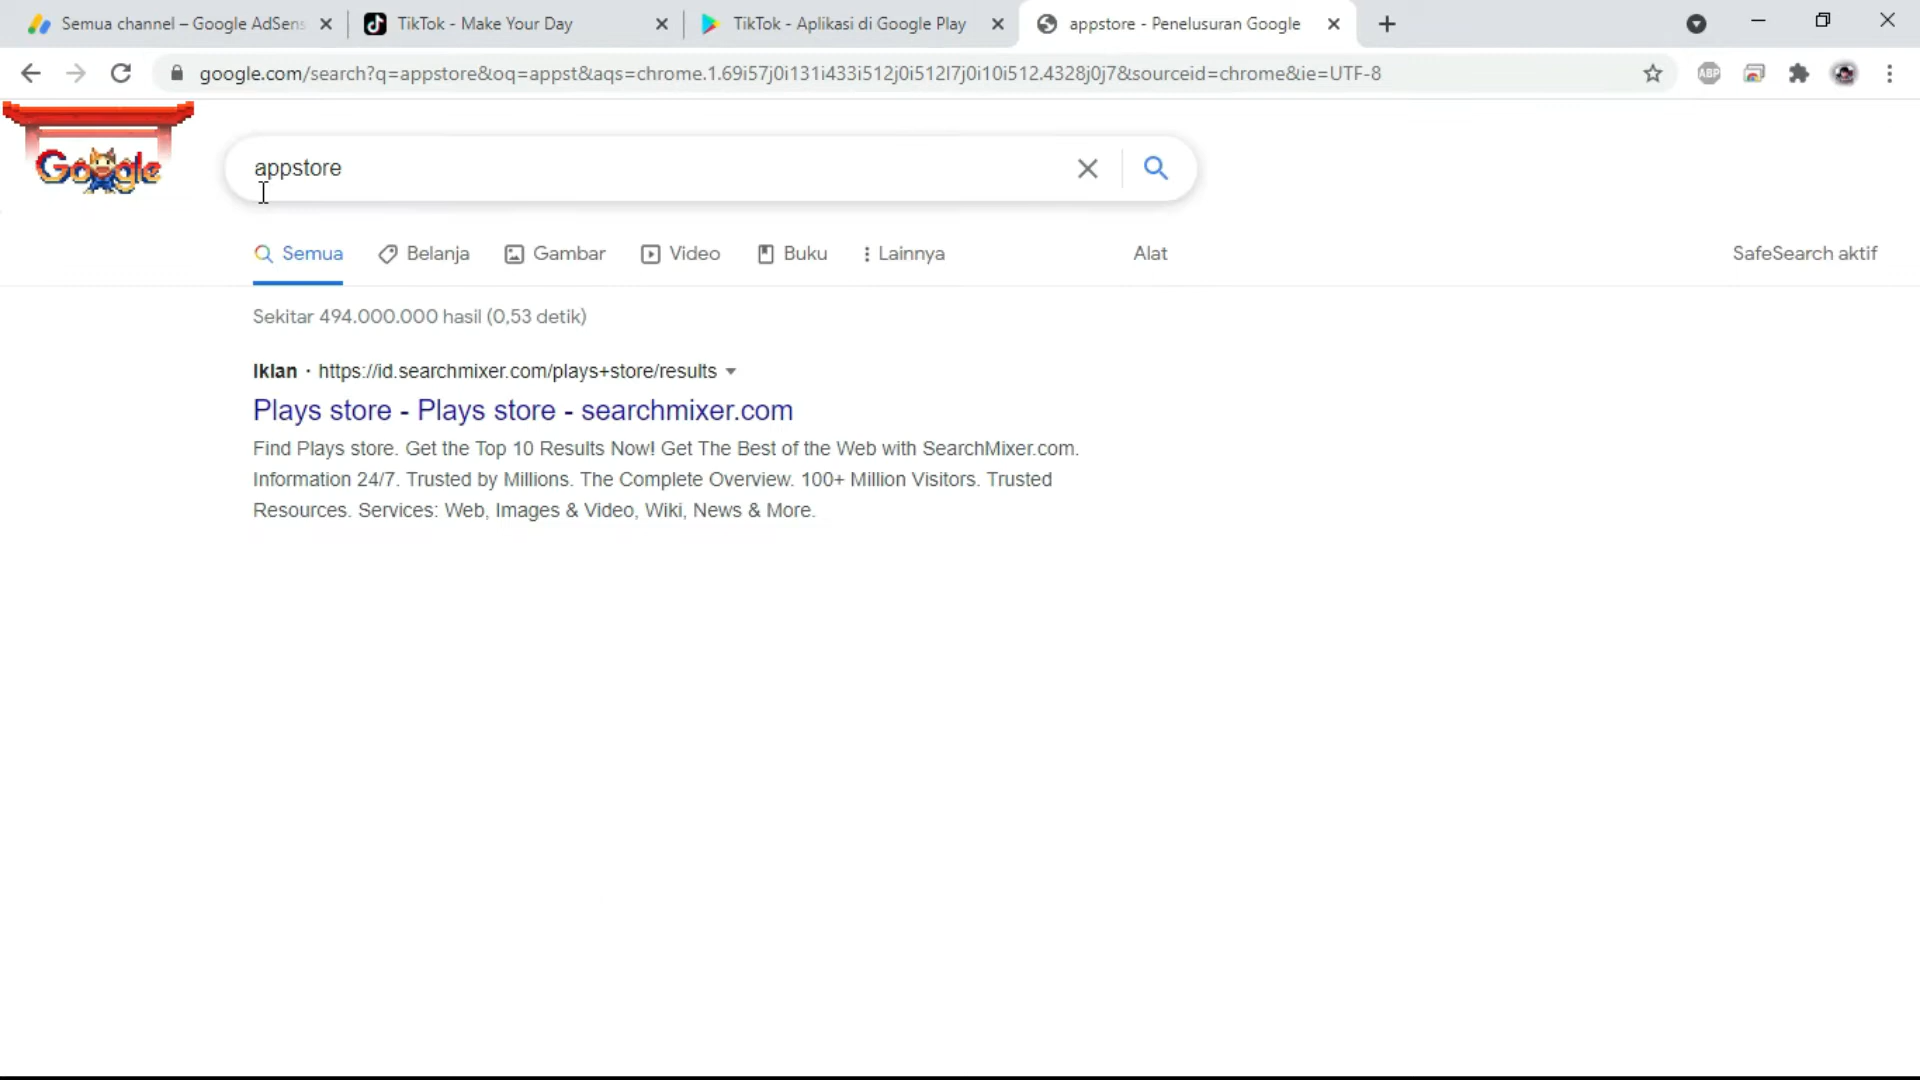 Semua channel – Google AdSens
TikTok - Make Your Day
TikTok - Aplikasi di Google Play
appstore - Penelusuran Google
google.com/search?q=appstore&oq=appst&aqs=chrome.1.69i57j0i131i433i512j0i512l7j0i10i512.4328j0j7&sourceid=chrome&ie=UTF-8
ABP
Google
appstore
Semua
Belanja
Gambar
Video
Buku
Lainnya
Alat
SafeSearch aktif
Sekitar 494.000.000 hasil (0,53 detik)
Iklan · https://id.searchmixer.com/plays+store/results
Plays store - Plays store - searchmixer.com
Find Plays store. Get the Top 10 Results Now! Get The Best of the Web with SearchMixer.com.
Information 24/7. Trusted by Millions. The Complete Overview. 100+ Million Visitors. Trusted
Resources. Services: Web, Images & Video, Wiki, News & More.